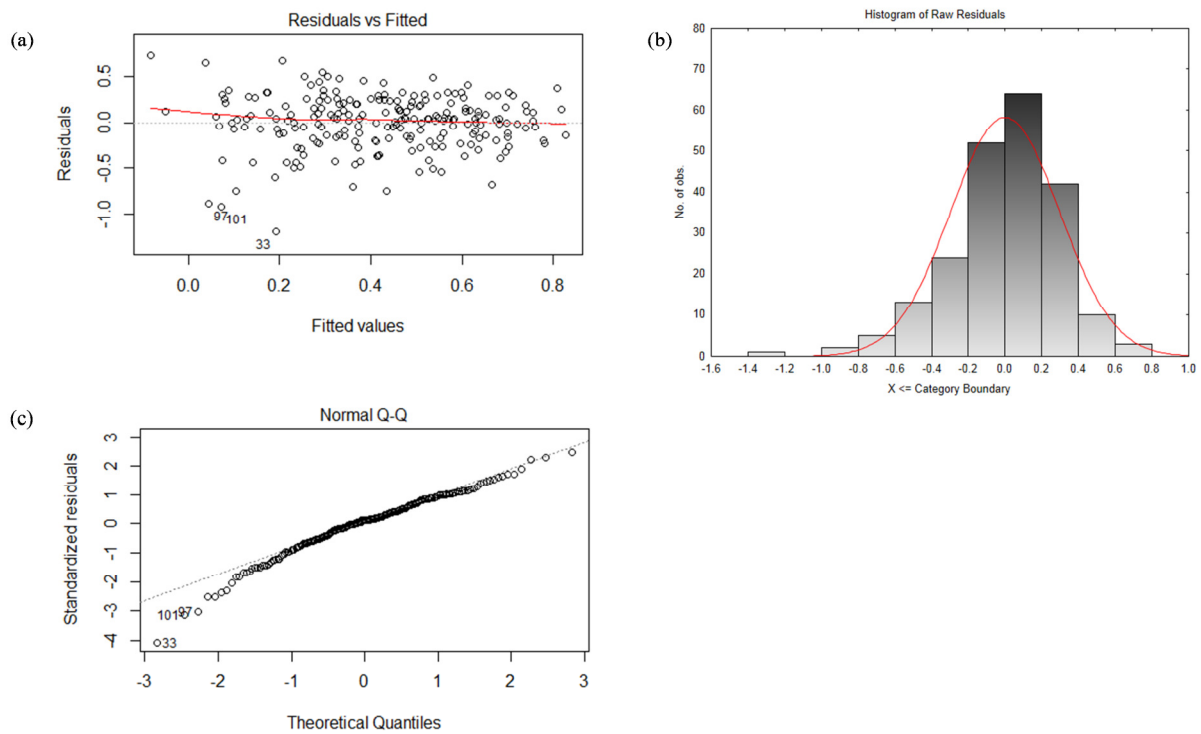 (a)
Residuals vs Fitted
Residuals
0.5
0.0
-0.5
-1.0
97
101
33
0.0 0.2 0.4 0.6 0.8
Fitted values
(b)
Histogram of Raw Residuals
No. of obs.
80
70
60
50
40
30
20
10
0
-1.6 -1.4 -1.2 -1.0 -0.8 -0.6 -0.4 -0.2 0.0 0.2 0.4 0.6 0.8 1.0
X <= Category Boundary
(c)
Normal Q-Q
Standardized residuals
3
2
1
0
-1
-2
-3
-4
101
97
33
-3 -2 -1 0 1 2 3
Theoretical Quantiles